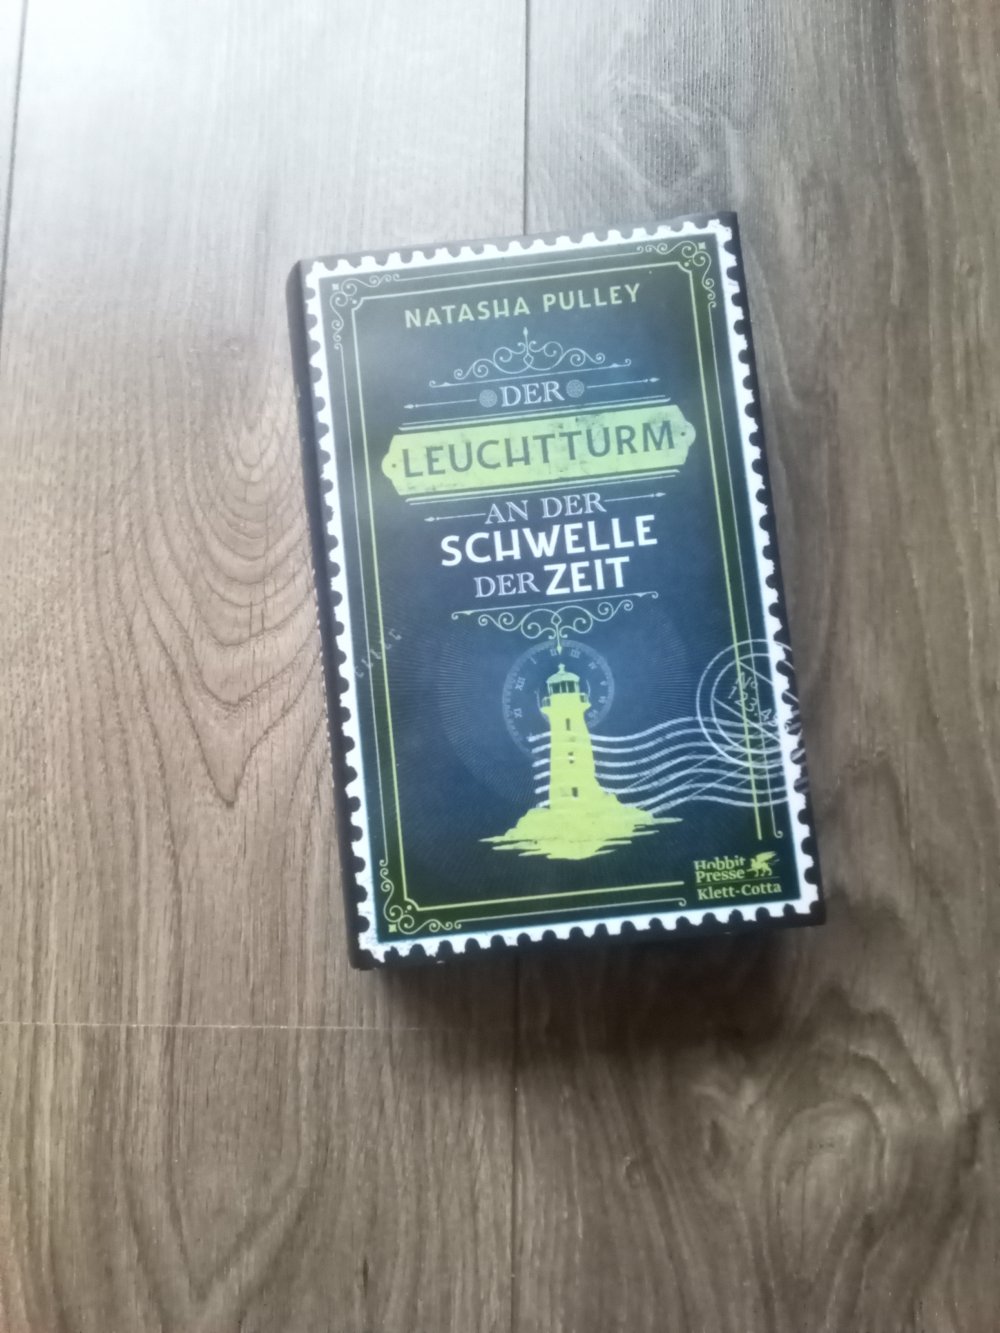 NATASHA PULLEY
DER
LEUCHTTURM
AN DER
SCHWELLE
DER ZEIT
Hobbit
Presse
Klett-Cotta